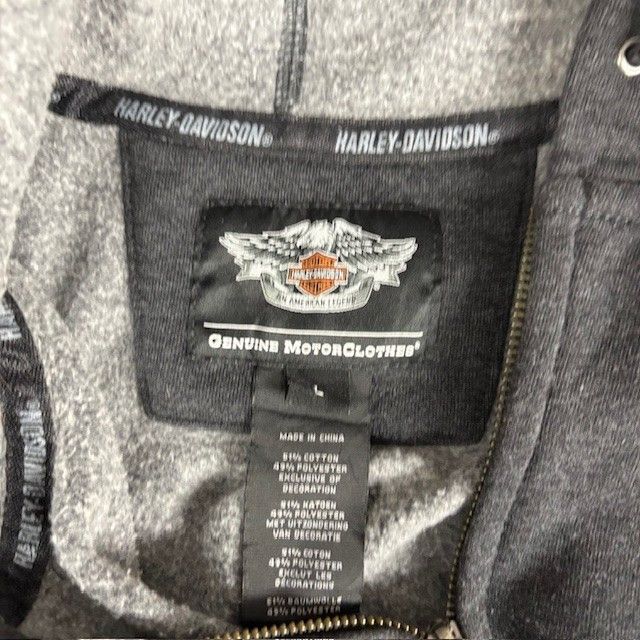 HARLEY-DAVIDSON® HARLEY-DAVIDSON®
HARLEY-DAVIDSON
AN AMERICAN LEGEND
GENUINE MOTORCLOTHES®
L
MADE IN CHINA
51% COTTON
49% POLYESTER
EXCLUSIVE OF
DECORATION
51% KATOEN
49% POLYESTER
MET UITZONDERING
VAN DECORATIE
51% COTON
49% POLYESTER
HARLEY-DAVIDSON